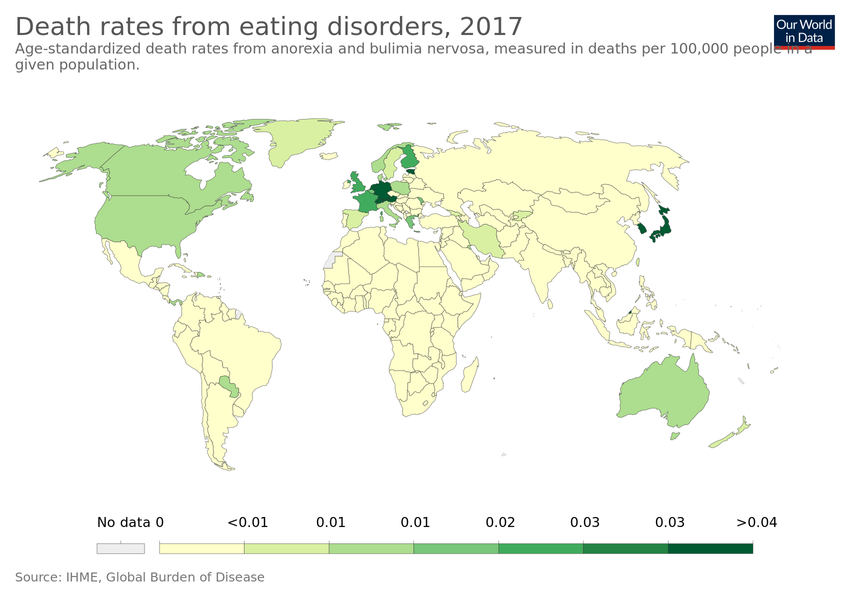 Death rates from eating disorders, 2017
Our World
in Data
Age-standardized death rates from anorexia and bulimia nervosa, measured in deaths per 100,000 people in a
given population.
No data 0 <0.01 0.01 0.01 0.02 0.03 0.03 >0.04
Source: IHME, Global Burden of Disease